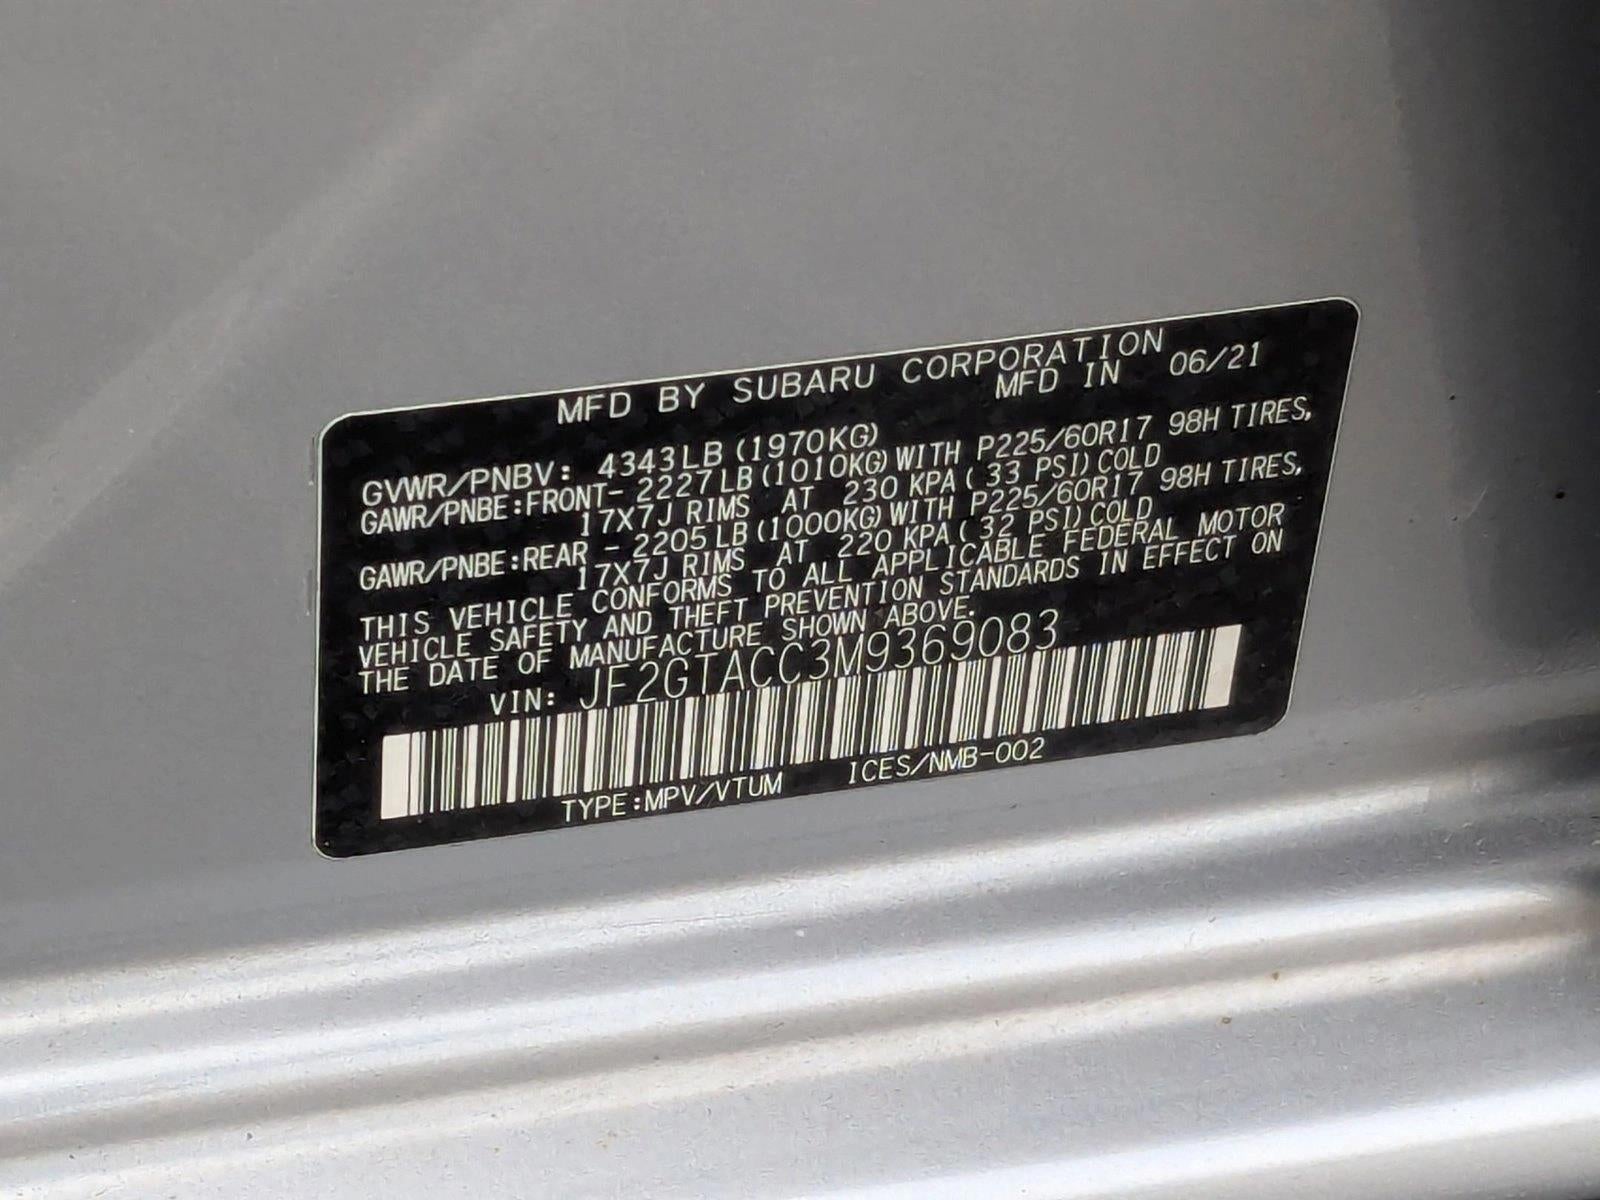 MFD BY SUBARU CORPORATION
MFD IN 06/21
GVWR/PNBV: 4343LB (1970KG)
GAWR/PNBE:FRONT- 2227LB(1010KG)WITH P225/60R17 98H TIRES,
17X7J RIMS AT 230 KPA( 33 PSI)COLD
GAWR/PNBE:REAR - 2205LB(1000KG)WITH P225/60R17 98H TIRES,
17X7J RIMS AT 220 KPA( 32 PSI)COLD
THIS VEHICLE CONFORMS TO ALL APPLICABLE FEDERAL MOTOR
VEHICLE SAFETY AND THEFT PREVENTION STANDARDS IN EFFECT ON
THE DATE OF MANUFACTURE SHOWN ABOVE.
VIN: JF2GTACC3M9369083
TYPE:MPV/VTUM ICES/NMB-002